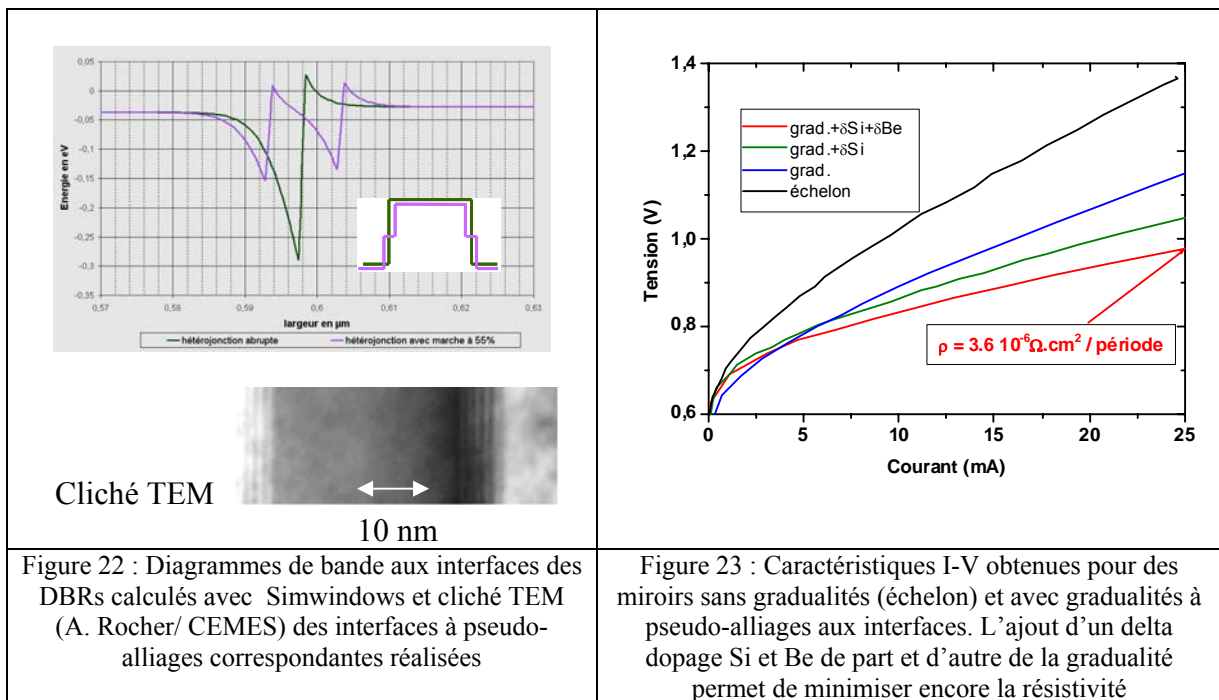 0,05
0
-0,05
-0,1
-0,15
-0,2
-0,25
-0,3
-0,35
Energie en eV
0,57 0,58 0,59 0,6 0,61 0,62 0,63
largeur en µm
hétérojonction abrupte hétérojonction avec marche à 55%
Cliché TEM
10 nm
Figure 22 : Diagrammes de bande aux interfaces des
DBRs calculés avec Simwindows et cliché TEM
(A. Rocher/ CEMES) des interfaces à pseudo-
alliages correspondantes réalisées
1,4
1,2
1,0
0,8
0,6
Tension (V)
grad.+δSi+δBe
grad.+δSi
grad.
échelon
ρ = 3.6 10⁻⁶Ω.cm² / période
0 5 10 15 20 25
Courant (mA)
Figure 23 : Caractéristiques I-V obtenues pour des
miroirs sans gradualités (échelon) et avec gradualités à
pseudo-alliages aux interfaces. L’ajout d’un delta
dopage Si et Be de part et d’autre de la gradualité
permet de minimiser encore la résistivité